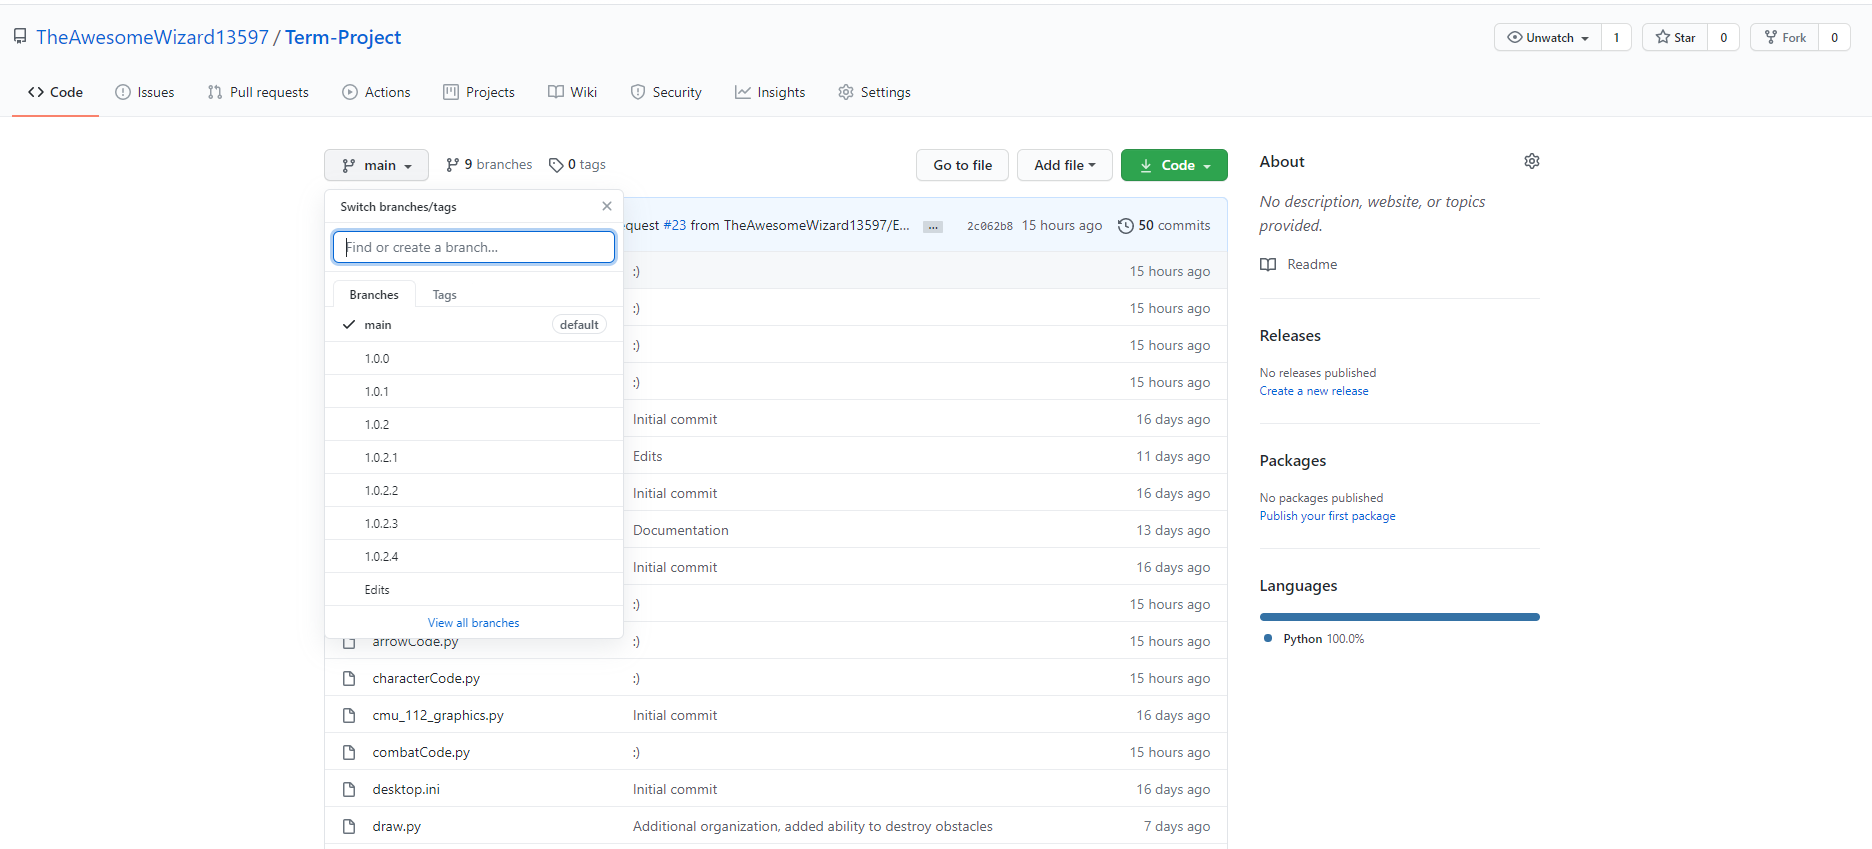 TheAwesomeWizard13597 / Term-Project
Unwatch 1 Star 0 Fork 0
Code Issues Pull requests Actions Projects Wiki Security Insights Settings
main 9 branches 0 tags Go to file Add file Code
Switch branches/tags
Find or create a branch...
Branches Tags
main default
1.0.0
1.0.1
1.0.2
1.0.2.1
1.0.2.2
1.0.2.3
1.0.2.4
Edits
View all branches
#23 from TheAwesomeWizard13597/E... ... 2c062b8 15 hours ago 50 commits
:) 15 hours ago
:) 15 hours ago
:) 15 hours ago
:) 15 hours ago
Initial commit 16 days ago
Edits 11 days ago
Initial commit 16 days ago
Documentation 13 days ago
Initial commit 16 days ago
:) 15 hours ago
arrowCode.py :) 15 hours ago
characterCode.py :) 15 hours ago
cmu_112_graphics.py Initial commit 16 days ago
combatCode.py :) 15 hours ago
desktop.ini Initial commit 16 days ago
draw.py Additional organization, added ability to destroy obstacles 7 days ago
About
No description, website, or topics
provided.
Readme
Releases
No releases published
Create a new release
Packages
No packages published
Publish your first package
Languages
Python 100.0%